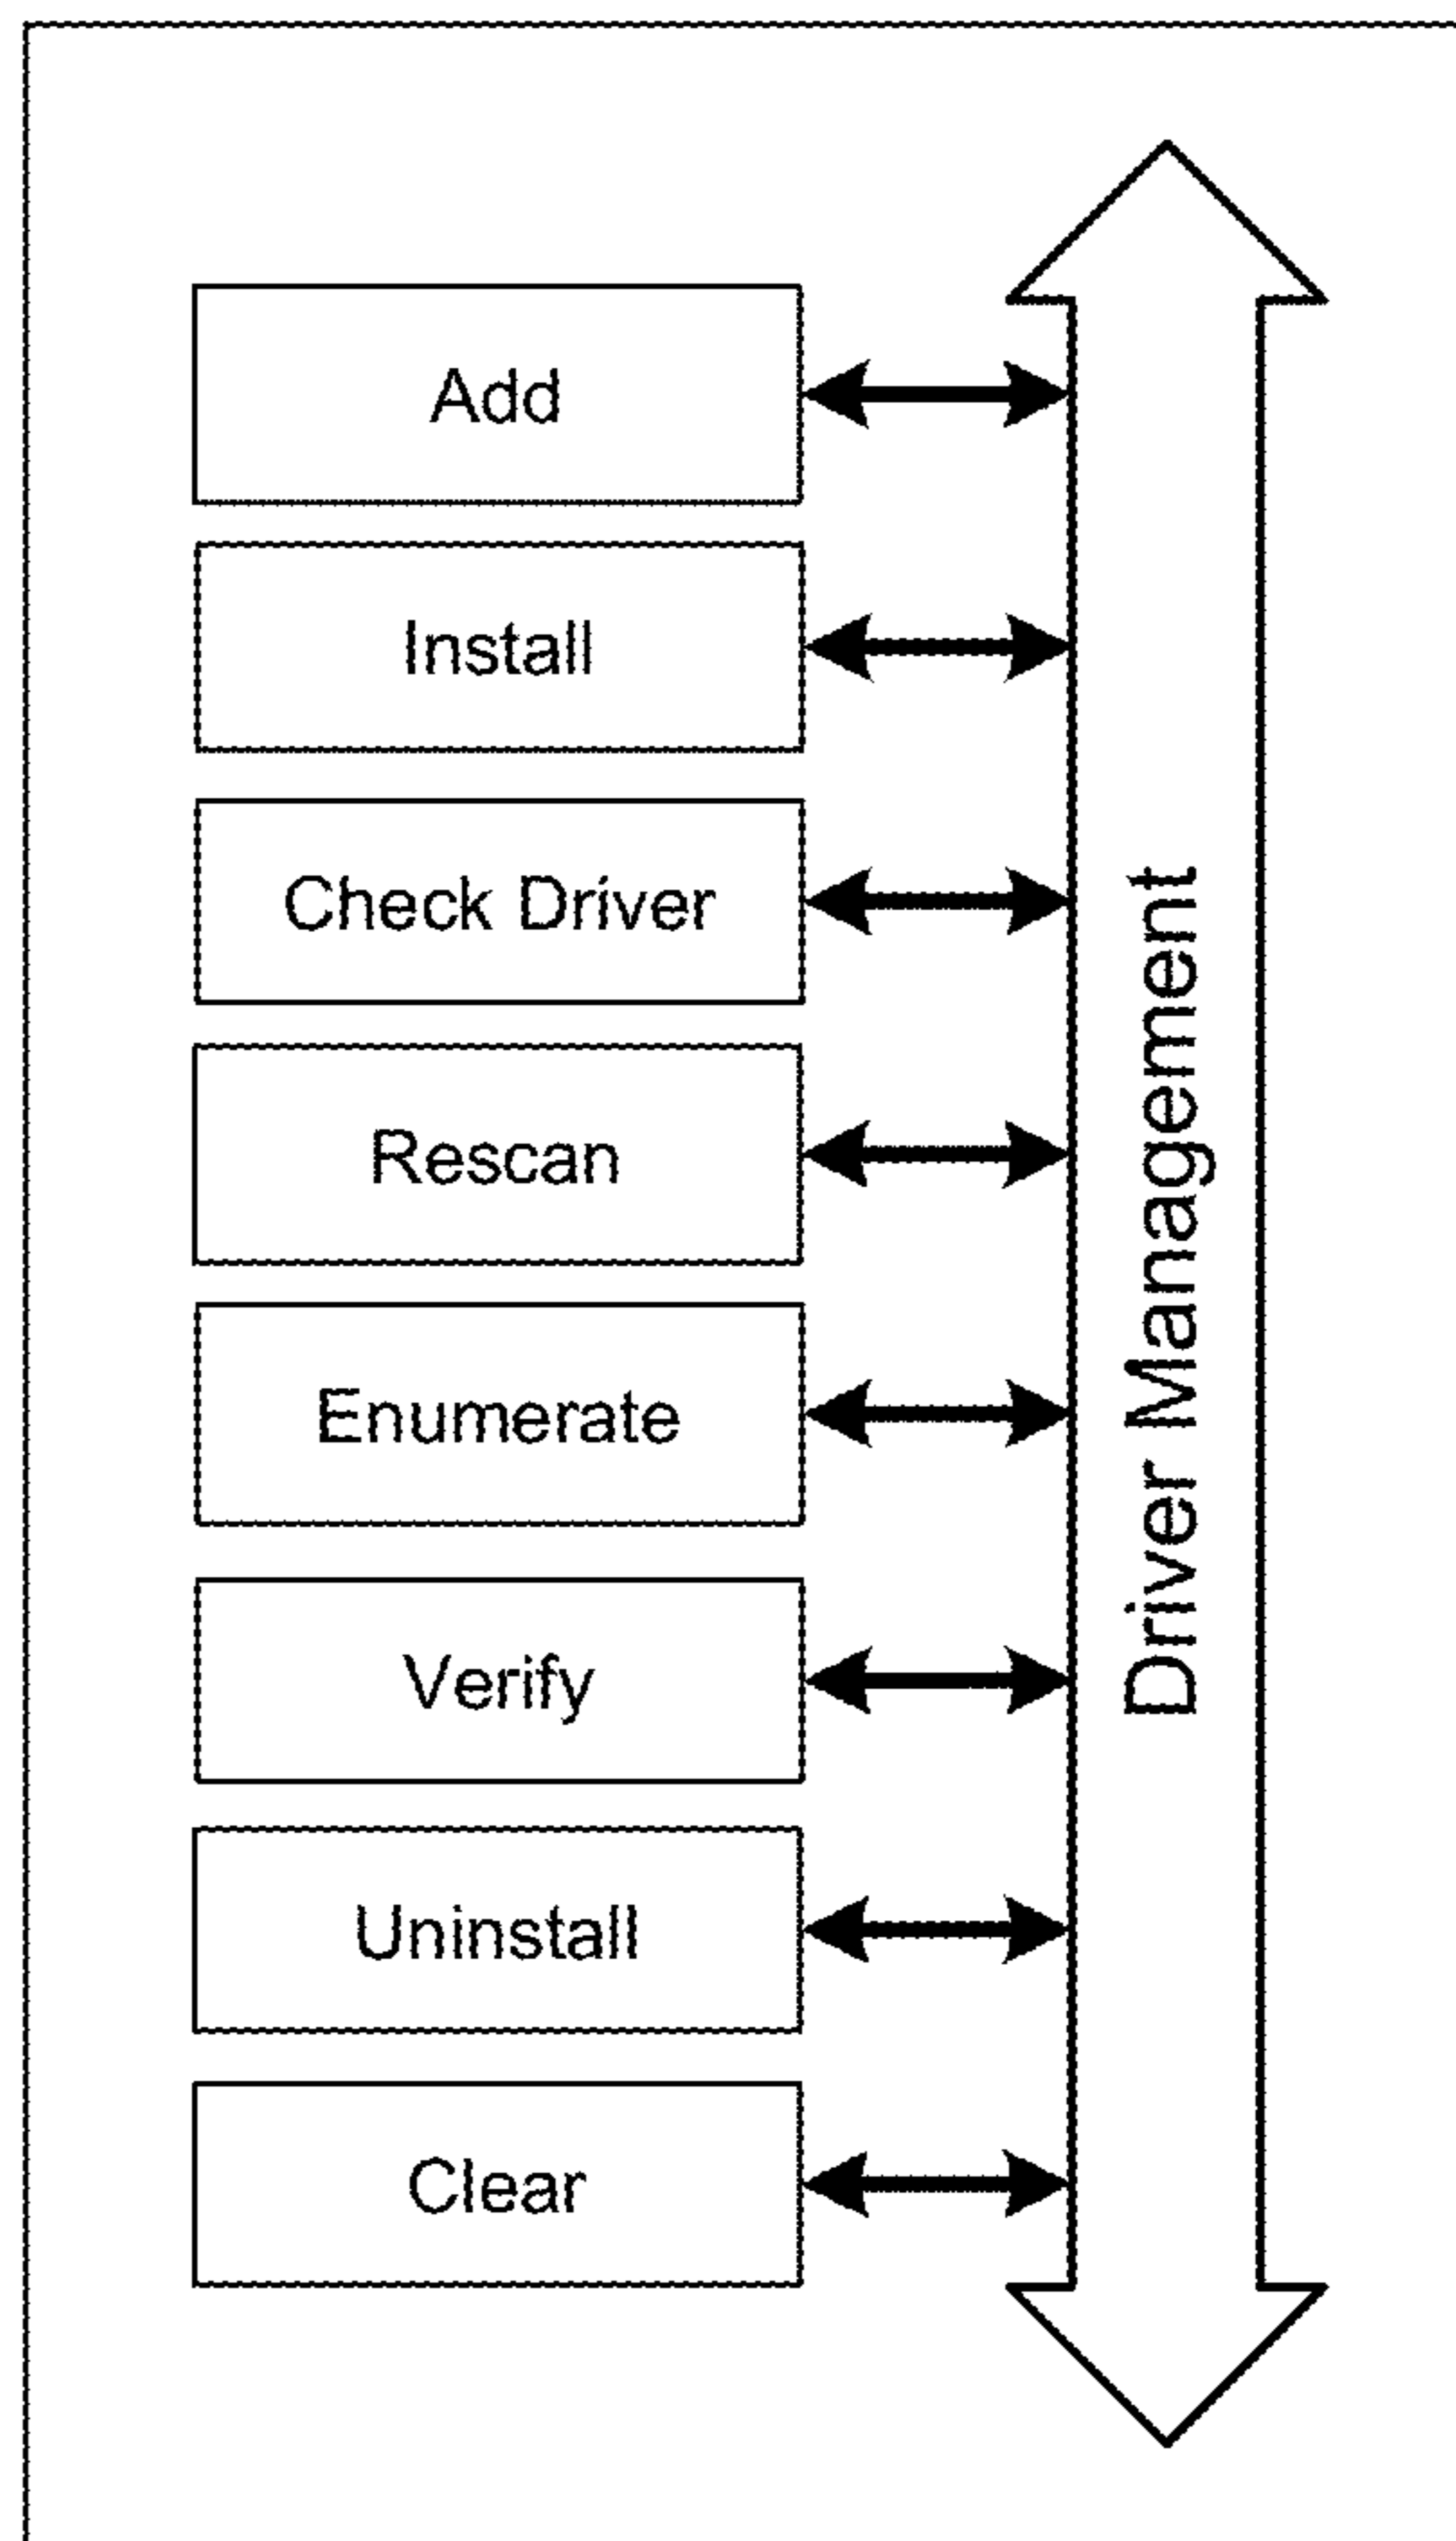 Add
Install
Check Driver
Rescan
Enumerate
Verify
Uninstall
Clear
Driver Management